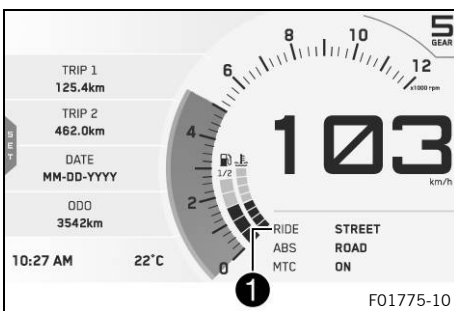 TRIP 1
125.4km
TRIP 2
462.0km
DATE
MM-DD-YYYY
ODO
3542km
10:27 AM 22°C
SET
0
2
4
6
8
10
12
x1000 rpm
5
GEAR
1/2
103
km/h
RIDE STREET
ABS ROAD
MTC ON
1
F01775-10